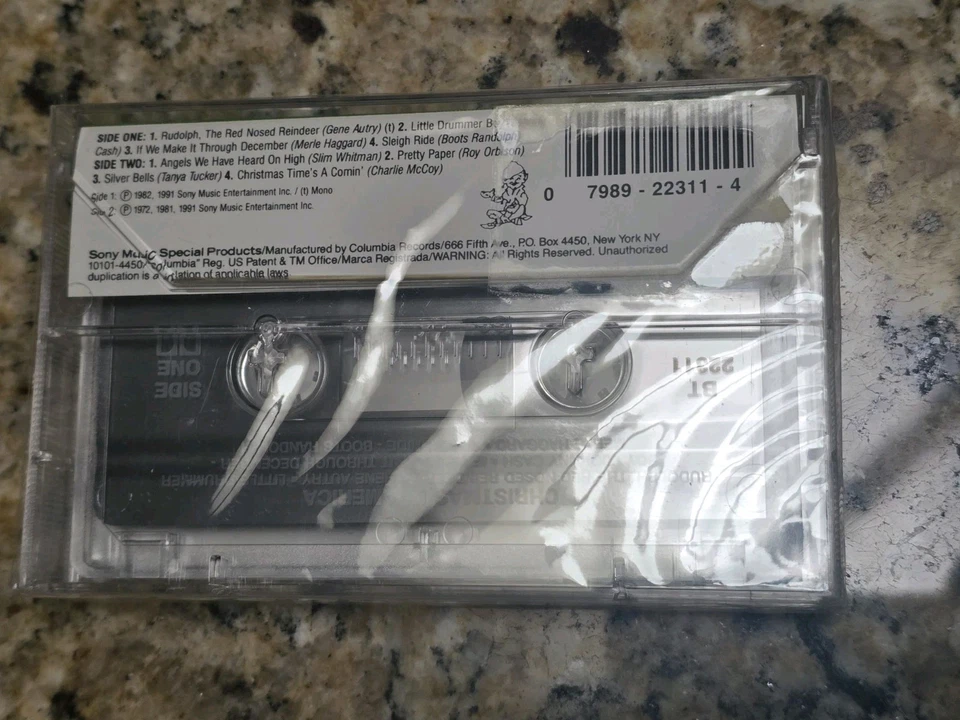 SIDE ONE: 1. Rudolph, The Red Nosed Reindeer (Gene Autry) (t) 2. Little Drummer
Cash) 3. If We Make It Through December (Merle Haggard) 4. Sleigh Ride (Boots Randolph)
SIDE TWO: 1. Angels We Have Heard On High (Slim Whitman) 2. Pretty Paper (Roy Orbison)
3. Silver Bells (Tanya Tucker) 4. Christmas Time's A Comin' (Charlie McCoy)
Side 1: Ⓟ 1982, 1991 Sony Music Entertainment Inc. / (t) Mono
Side 2: Ⓟ 1972, 1981, 1991 Sony Music Entertainment Inc.
0 7989 - 22311 - 4
Sony Music Special Products/Manufactured by Columbia Records/666 Fifth Ave., P.O. Box 4450, New York NY
10101-4450/"Columbia" Reg. US Patent & TM Office/Marca Registrada/WARNING: All Rights Reserved. Unauthorized
duplication is a violation of applicable laws
SIDE
ONE
BT
22311
CHRISTMAS